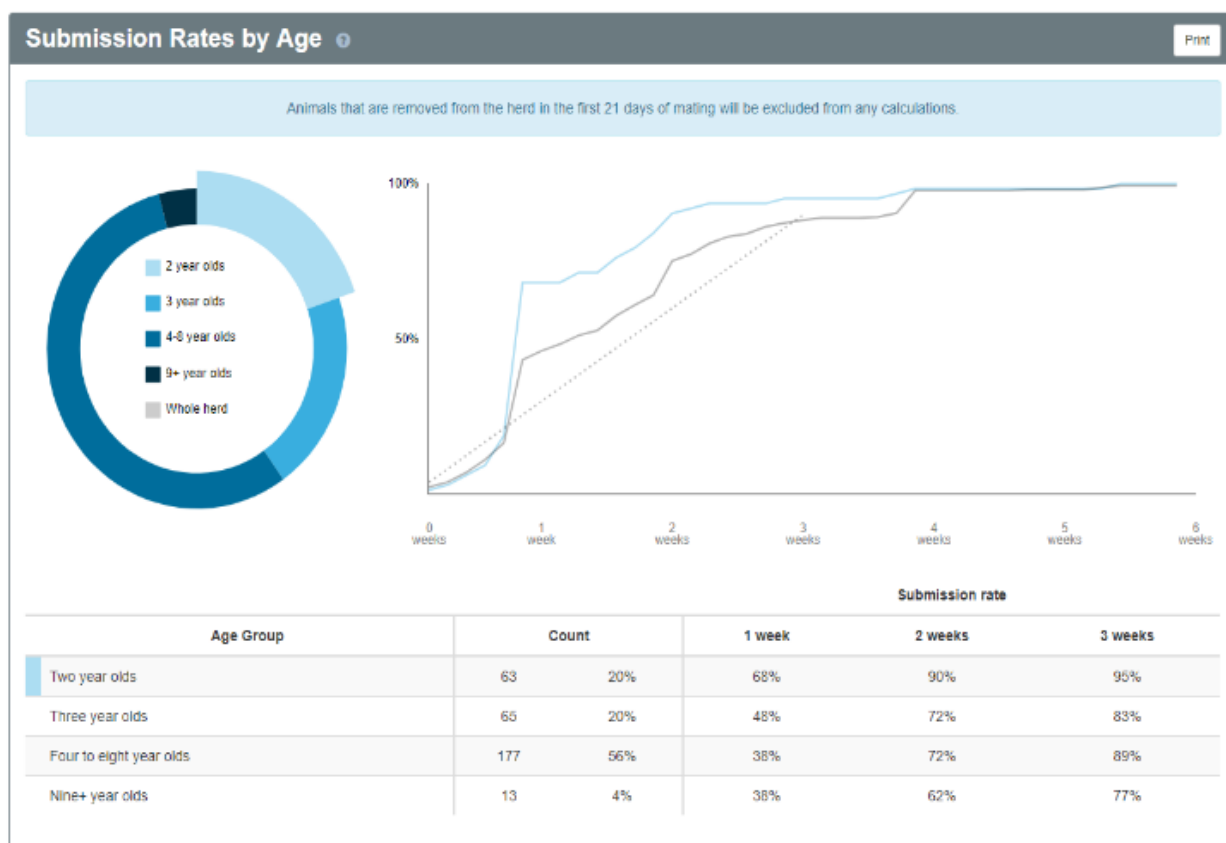 Submission Rates by Age
Print
Animals that are removed from the herd in the first 21 days of mating will be excluded from any calculations.
2 year olds
3 year olds
4-8 year olds
9+ year olds
Whole herd
100%
50%
0 weeks
1 week
2 weeks
3 weeks
4 weeks
5 weeks
6 weeks
Submission rate
Age Group Count 1 week 2 weeks 3 weeks
Two year olds 63 20% 68% 90% 95%
Three year olds 65 20% 48% 72% 83%
Four to eight year olds 177 56% 38% 72% 89%
Nine+ year olds 13 4% 38% 62% 77%